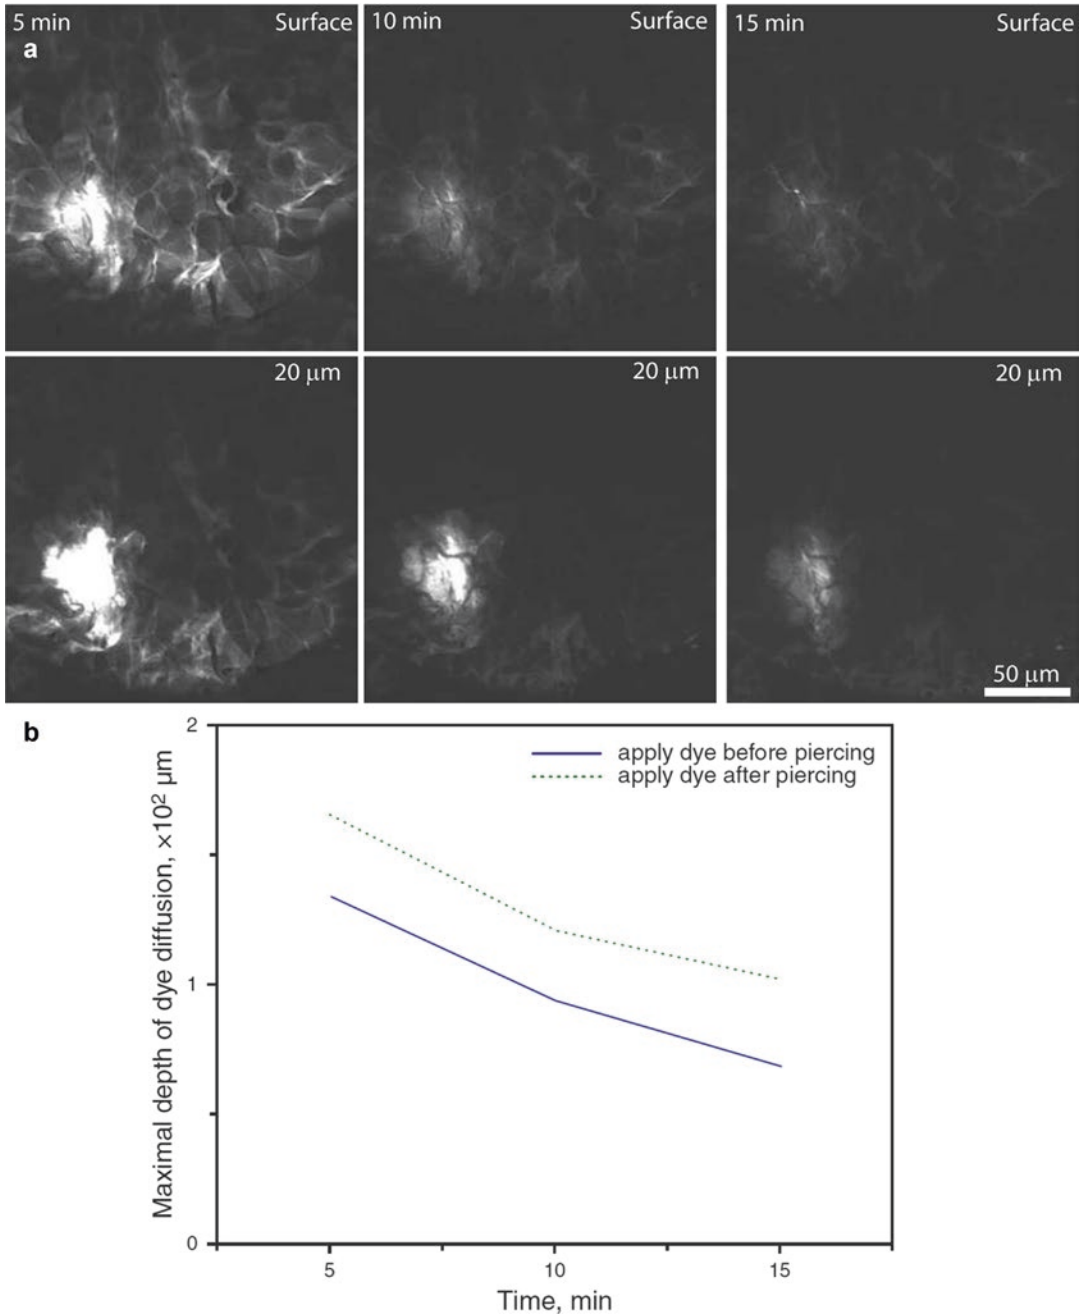 5 min Surface
a
10 min Surface
15 min Surface
20 µm
20 µm
20 µm
50 µm
b
2
1
0
Maximal depth of dye diffusion, ×10² µm
apply dye before piercing
apply dye after piercing
5 10 15
Time, min